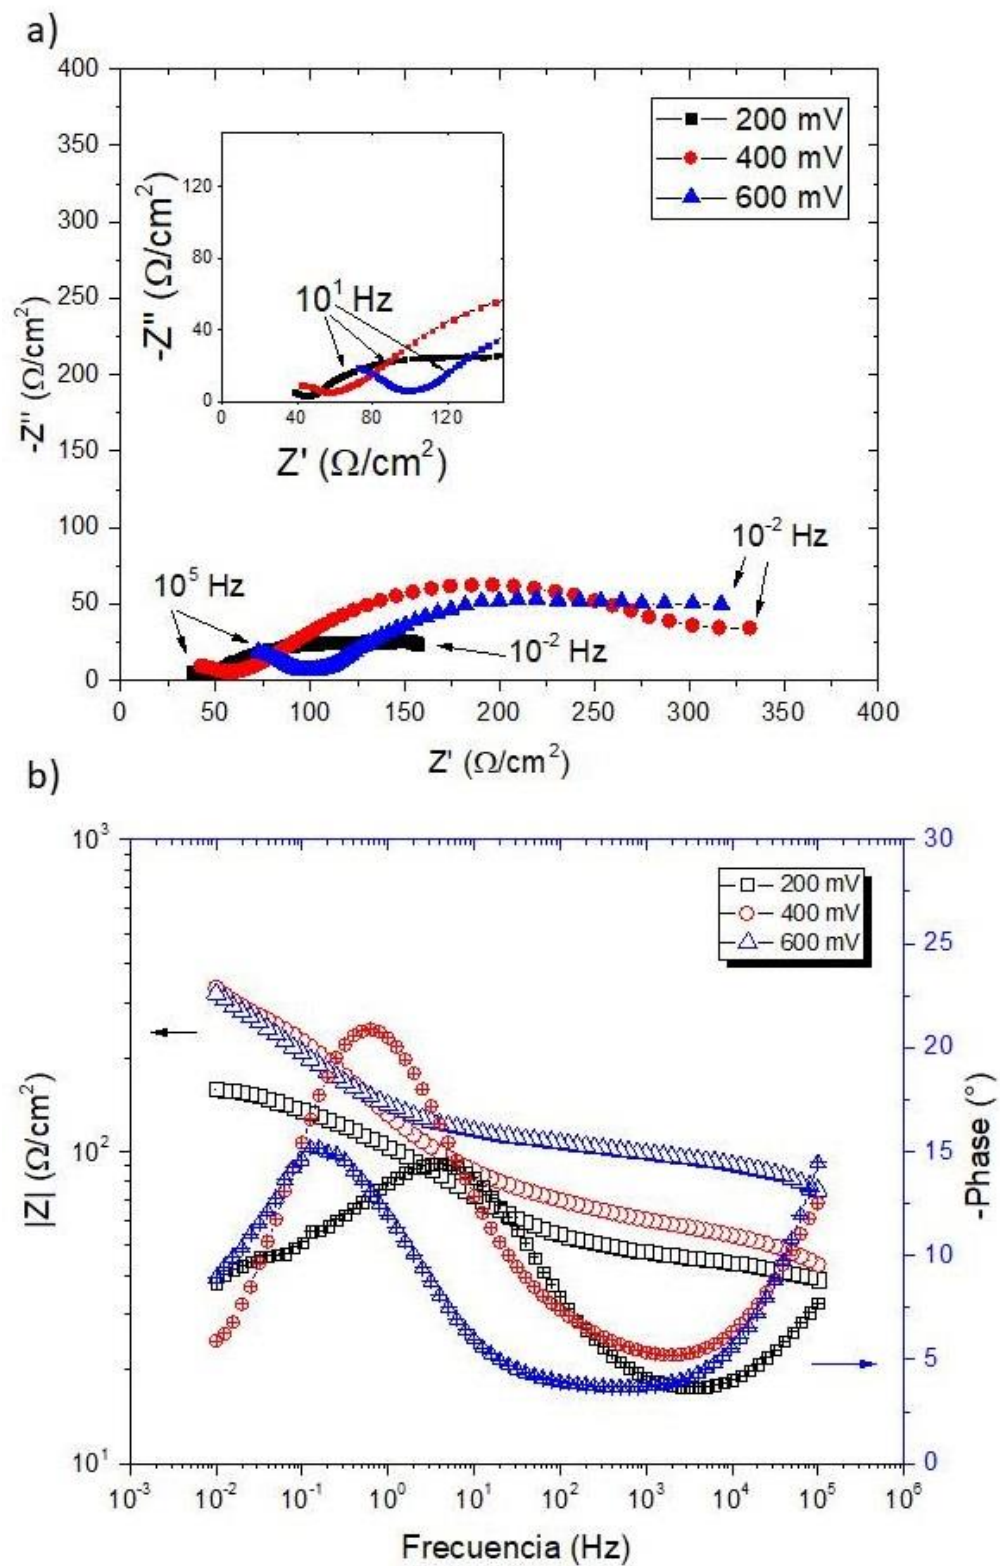 a)
400
350
300
250
200
150
100
50
0
-Z'' (Ω/cm²)
200 mV
400 mV
600 mV
120
80
40
0
-Z'' (Ω/cm²)
10¹ Hz
0 40 80 120
Z' (Ω/cm²)
10⁵ Hz
10⁻² Hz
10⁻² Hz
0 50 100 150 200 250 300 350 400
Z' (Ω/cm²)
b)
10³
10²
10¹
|Z| (Ω/cm²)
200 mV
400 mV
600 mV
30
25
20
15
10
5
0
-Phase (°)
10⁻³ 10⁻² 10⁻¹ 10⁰ 10¹ 10² 10³ 10⁴ 10⁵ 10⁶
Frecuencia (Hz)